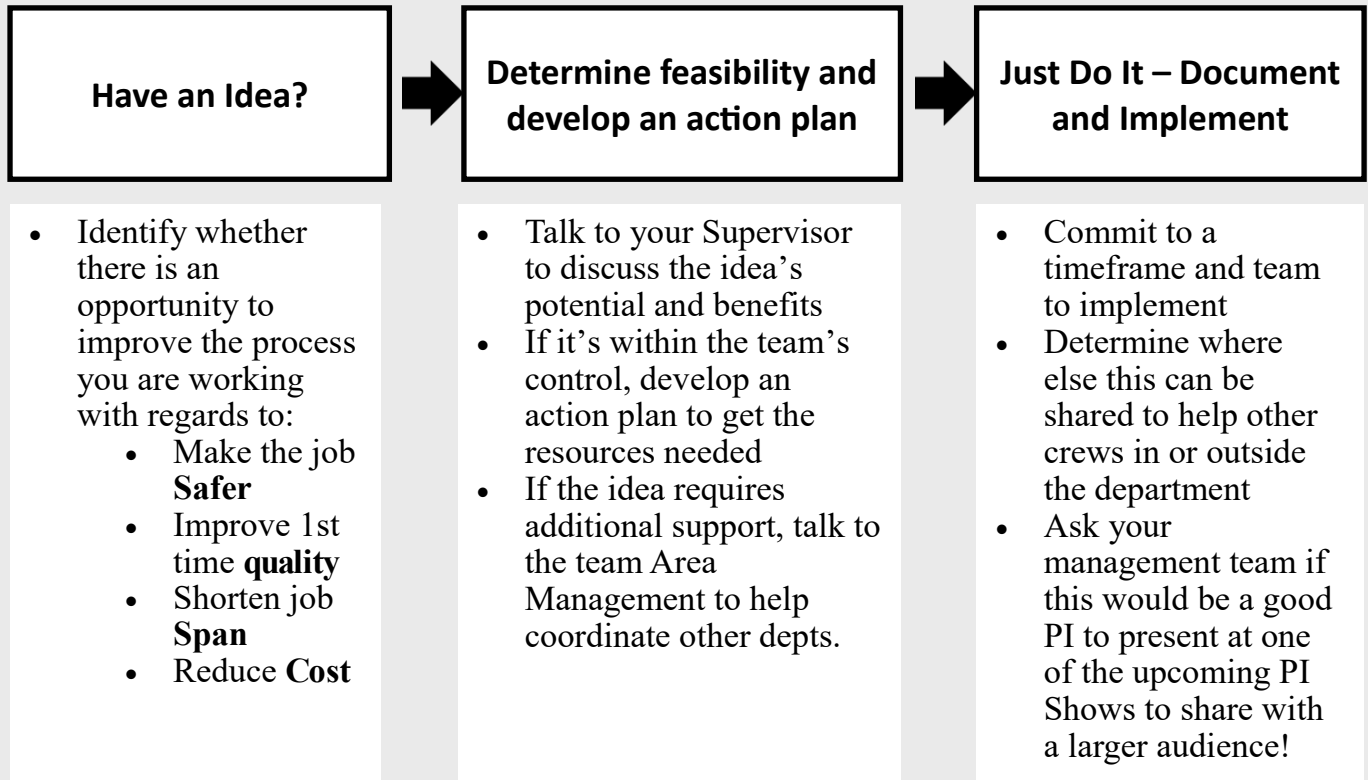 Have an Idea?
Determine feasibility and
develop an action plan
Just Do It – Document
and Implement
• Identify whether
there is an
opportunity to
improve the process
you are working
with regards to:
• Make the job
Safer
• Improve 1st
time quality
• Shorten job
Span
• Reduce Cost
• Talk to your Supervisor
to discuss the idea’s
potential and benefits
• If it’s within the team’s
control, develop an
action plan to get the
resources needed
• If the idea requires
additional support, talk to
the team Area
Management to help
coordinate other depts.
• Commit to a
timeframe and team
to implement
• Determine where
else this can be
shared to help other
crews in or outside
the department
• Ask your
management team if
this would be a good
PI to present at one
of the upcoming PI
Shows to share with
a larger audience!